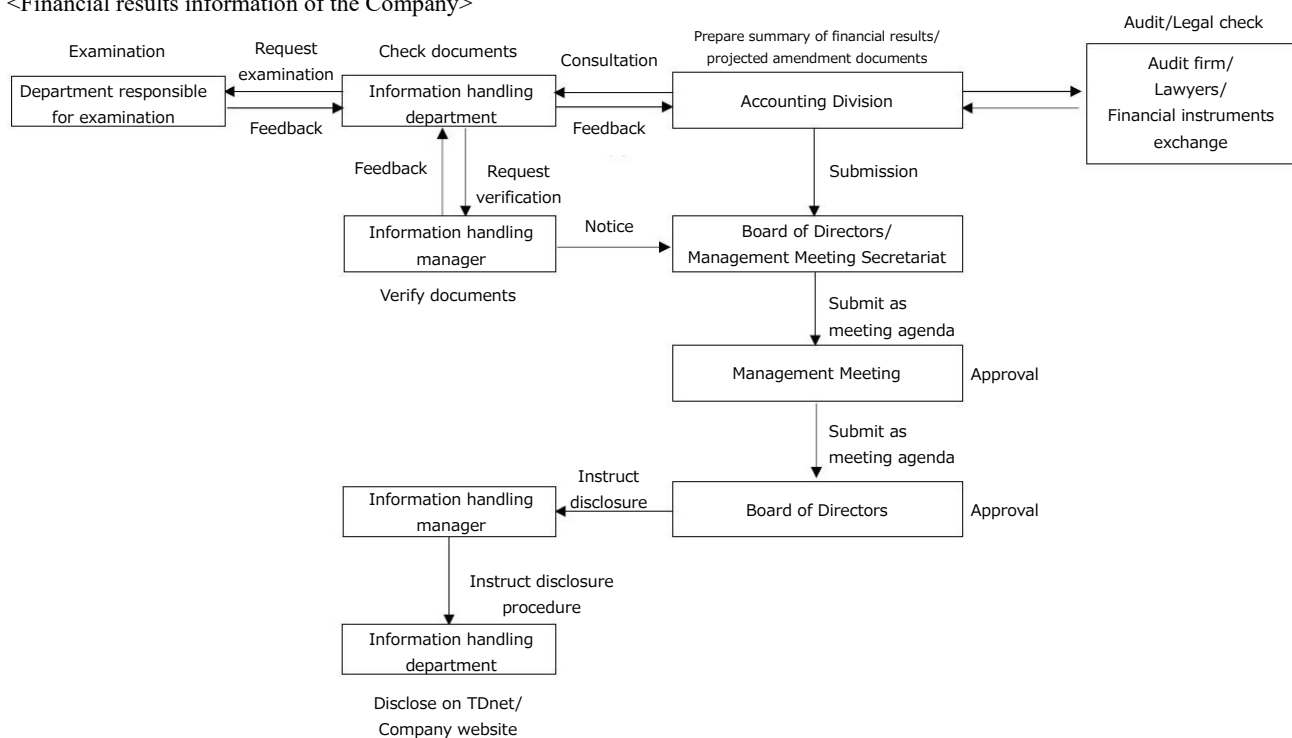 <Financial results information of the Company>
Audit/Legal check
Examination
Request
examination
Check documents
Consultation
Prepare summary of financial results/
projected amendment documents
Department responsible
for examination
Feedback
Information handling
department
Feedback
Accounting Division
Audit firm/
Lawyers/
Financial instruments
exchange
Feedback
Request
verification
Submission
Information handling
manager
Verify documents
Notice
Board of Directors/
Management Meeting Secretariat
Submit as
meeting agenda
Management Meeting
Approval
Submit as
meeting agenda
Board of Directors
Approval
Instruct
disclosure
Information handling
manager
Instruct disclosure
procedure
Information handling
department
Disclose on TDnet/
Company website